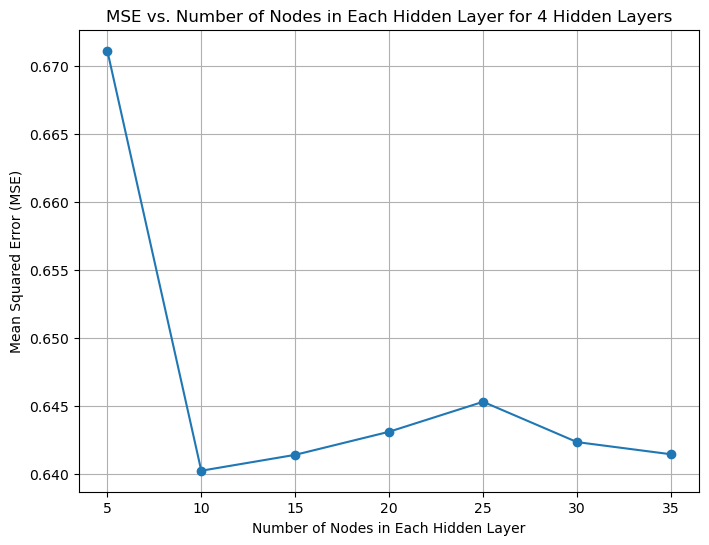 MSE vs. Number of Nodes in Each Hidden Layer for 4 Hidden Layers
Mean Squared Error (MSE)
0.670
0.665
0.660
0.655
0.650
0.645
0.640
5 10 15 20 25 30 35
Number of Nodes in Each Hidden Layer